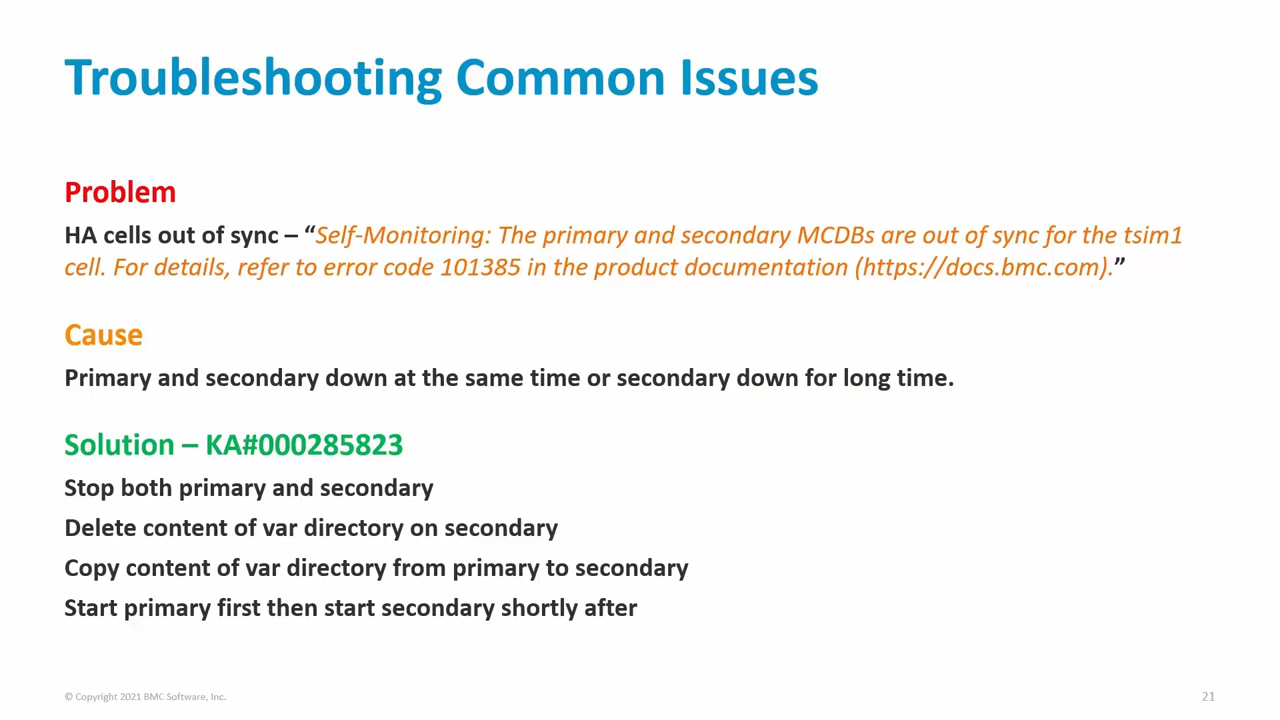 Troubleshooting Common Issues
Problem
HA cells out of sync – “Self-Monitoring: The primary and secondary MCDBs are out of sync for the tsim1
cell. For details, refer to error code 101385 in the product documentation (https://docs.bmc.com).”
Cause
Primary and secondary down at the same time or secondary down for long time.
Solution – KA#000285823
Stop both primary and secondary
Delete content of var directory on secondary
Copy content of var directory from primary to secondary
Start primary first then start secondary shortly after
© Copyright 2021 BMC Software, Inc.
21